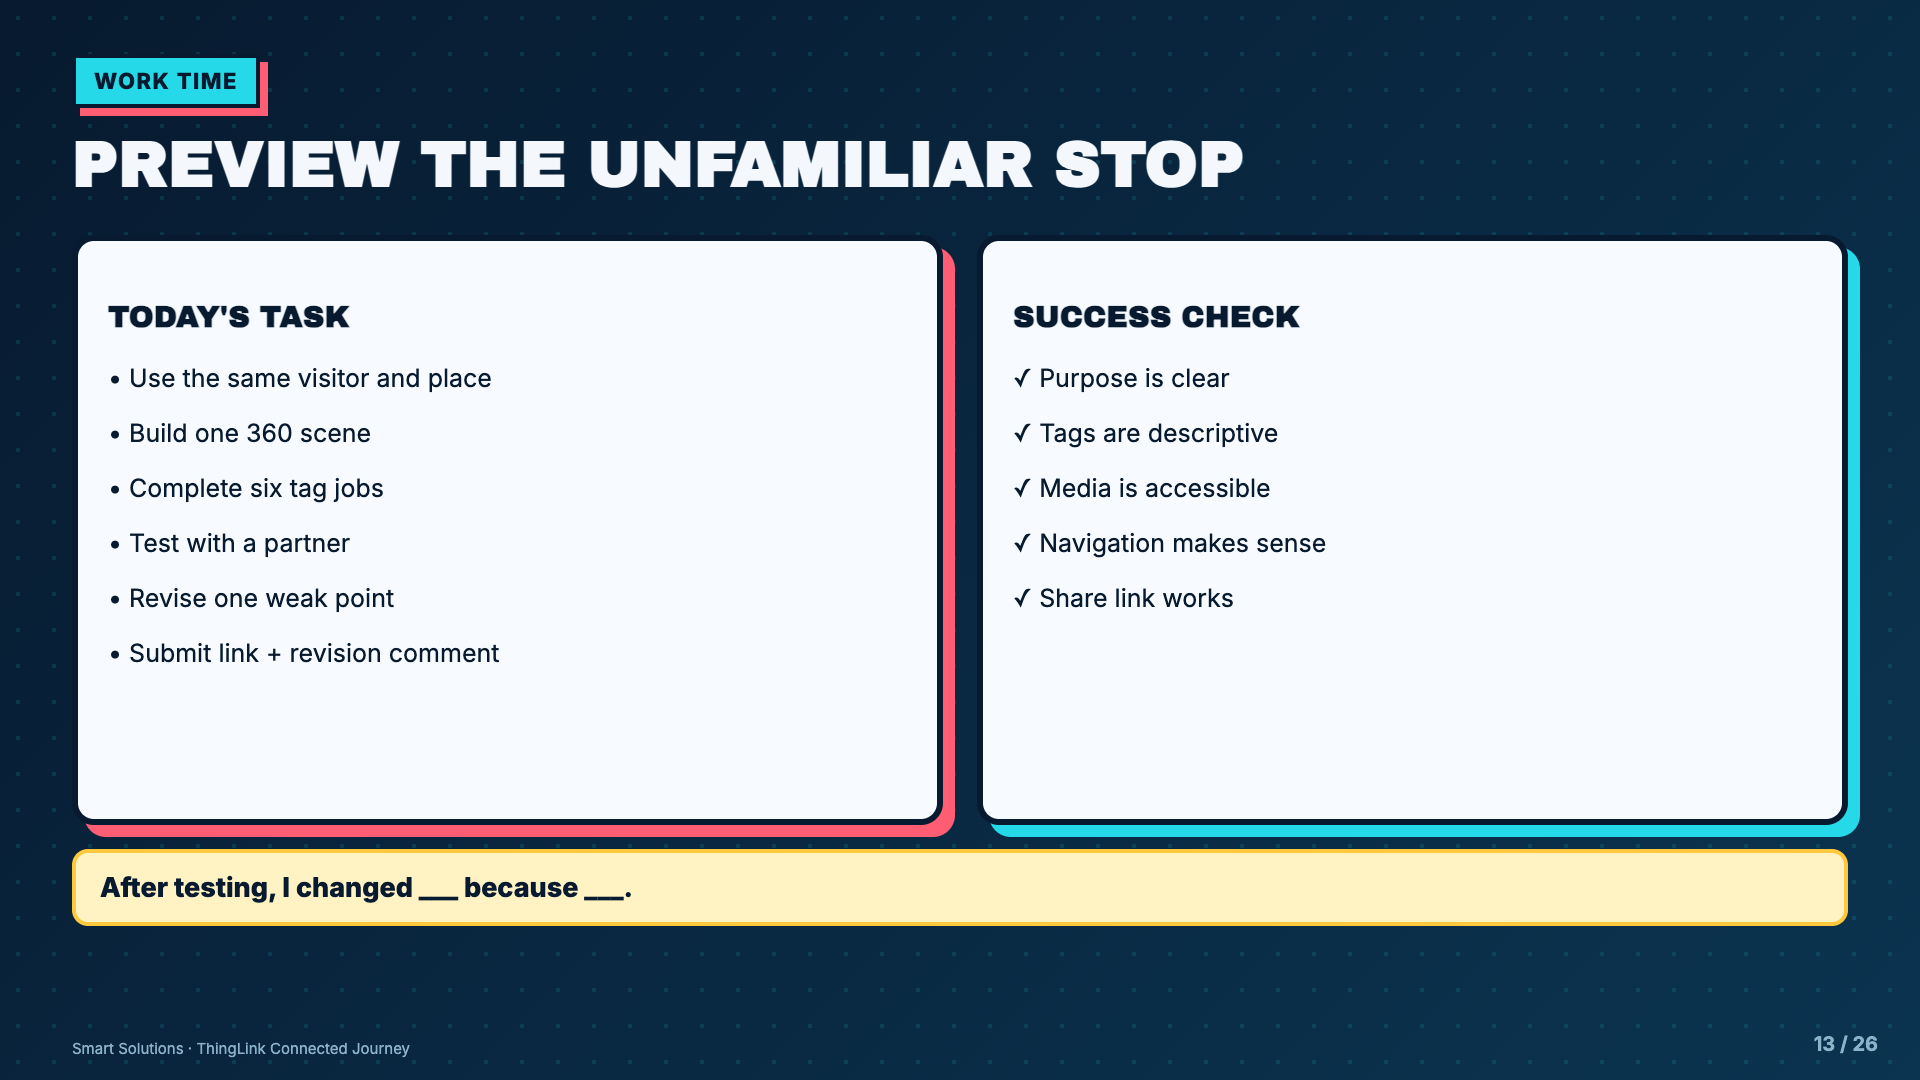 WORK TIME
PREVIEW THE UNFAMILIAR STOP
TODAY'S TASK
• Use the same visitor and place
• Build one 360 scene
• Complete six tag jobs
• Test with a partner
• Revise one weak point
• Submit link + revision comment
SUCCESS CHECK
✓ Purpose is clear
✓ Tags are descriptive
✓ Media is accessible
✓ Navigation makes sense
✓ Share link works
After testing, I changed ___ because ___.
Smart Solutions · ThingLink Connected Journey
13 / 26